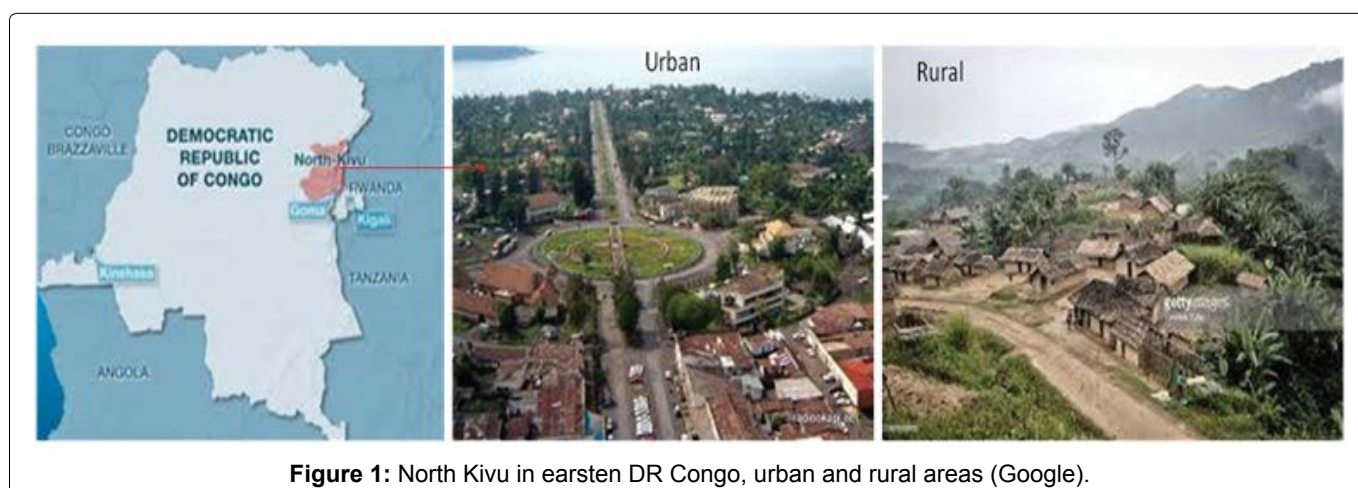 CONGO
BRAZZAVILLE
DEMOCRATIC
REPUBLIC
OF CONGO
North-Kivu
RWANDA
Goma
Kigali
Kinshasa
TANZANIA
ANGOLA
Urban
Rural
gettyimages
Figure 1: North Kivu in earsten DR Congo, urban and rural areas (Google).